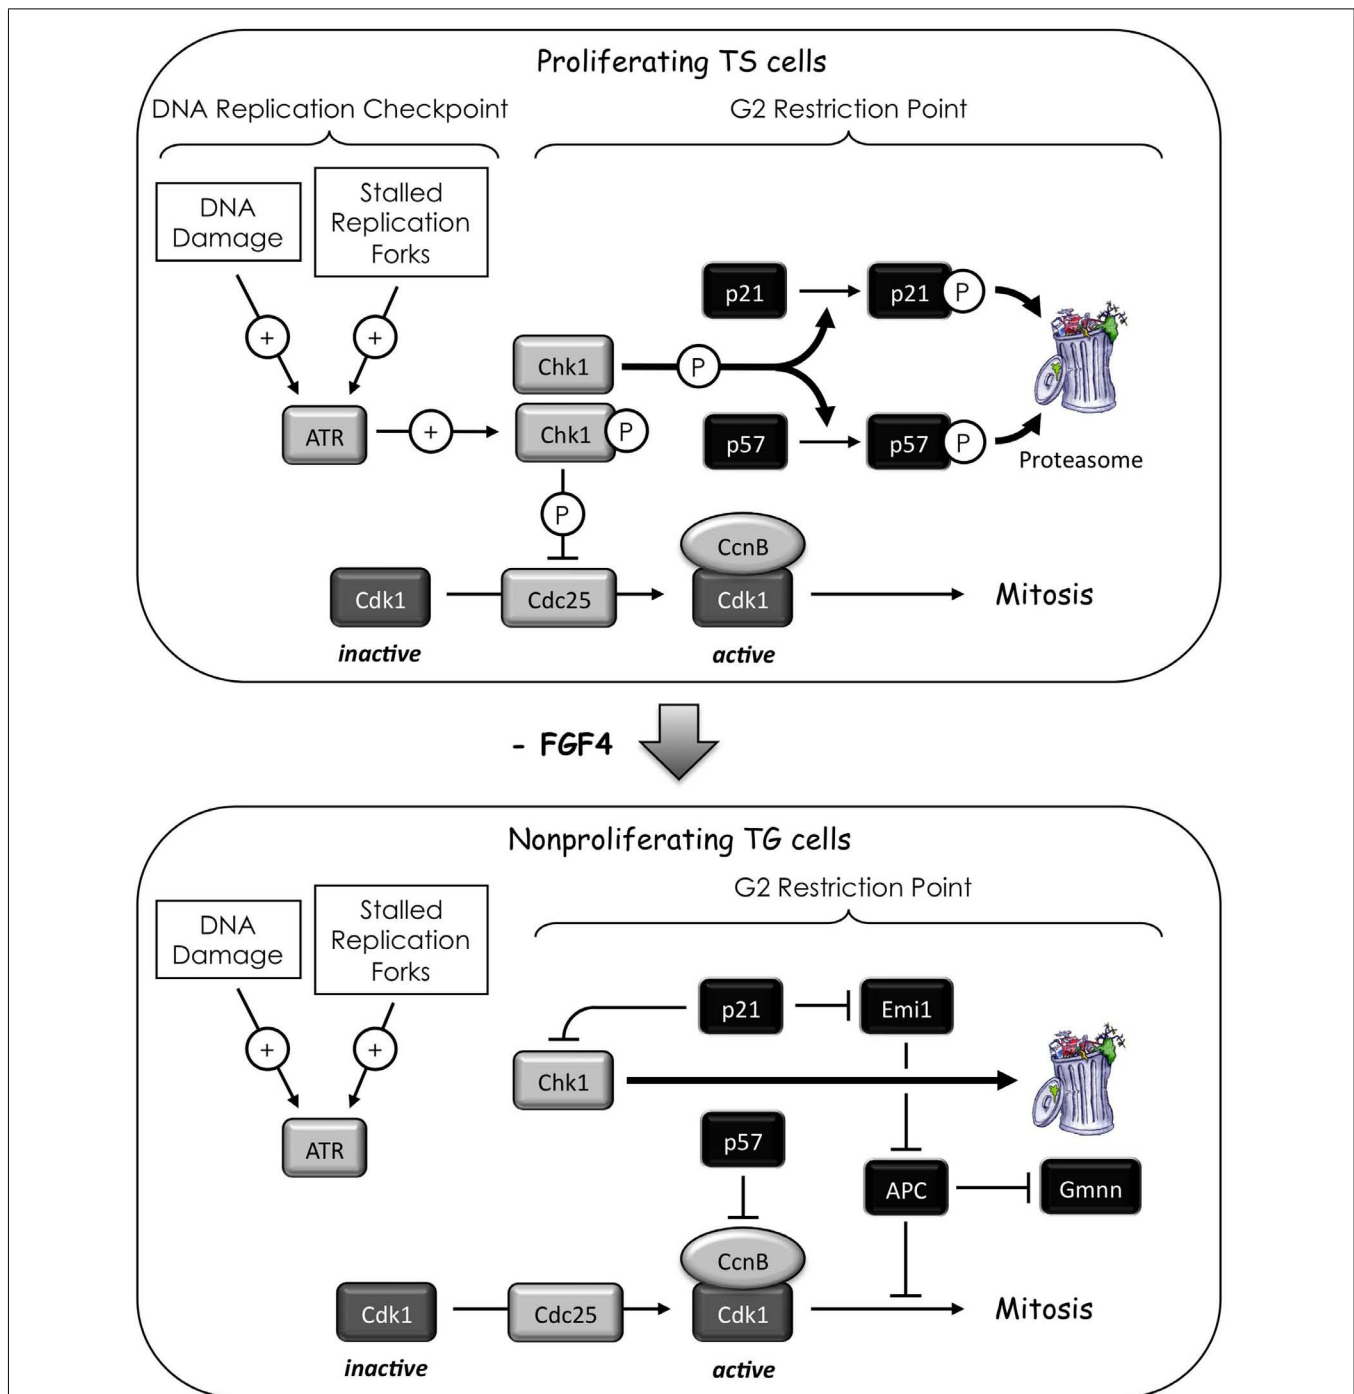 Proliferating TS cells
DNA Replication Checkpoint
G2 Restriction Point
DNA
Damage
Stalled
Replication
Forks
+
+
ATR
+
Chk1
Chk1
P
P
P
p21
p21
P
p57
p57
P
Proteasome
Cdk1
inactive
Cdc25
CcnB
Cdk1
active
Mitosis
- FGF4
Nonproliferating TG cells
G2 Restriction Point
DNA
Damage
Stalled
Replication
Forks
+
+
ATR
p21
Emi1
Chk1
p57
APC
Gmnn
Cdk1
inactive
Cdc25
CcnB
Cdk1
active
Mitosis